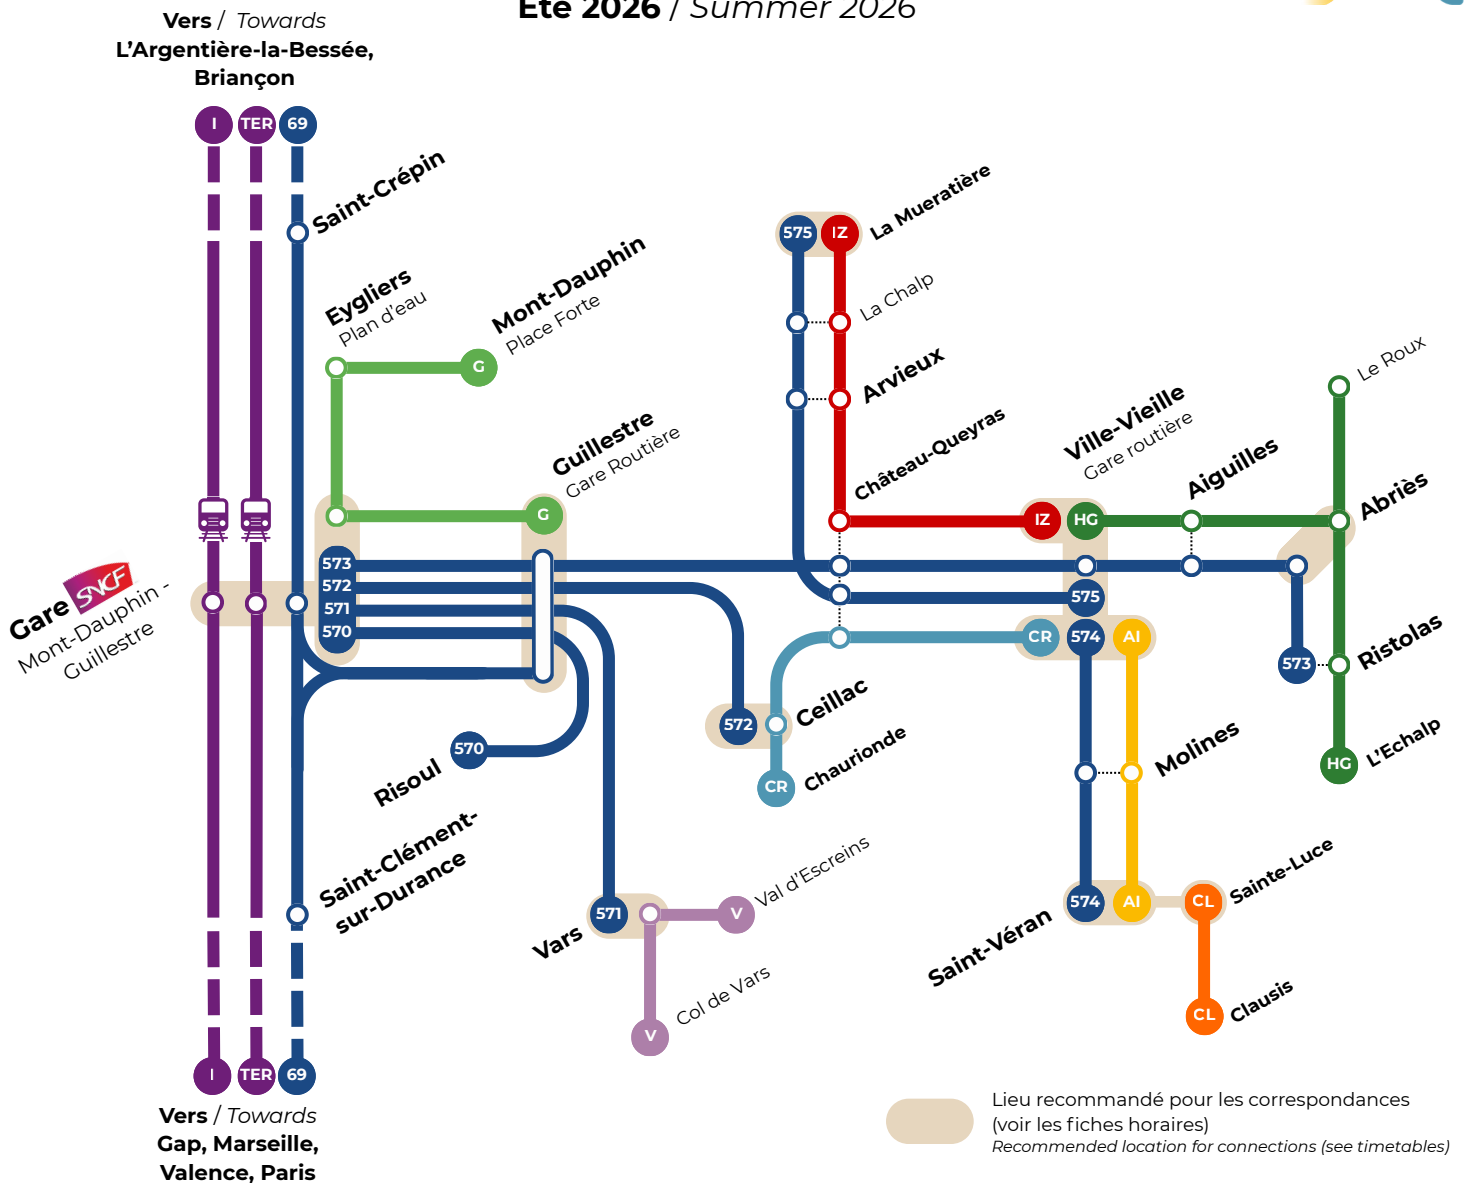 Été 2026 / Summer 2026
Vers / Towards
L'Argentière-la-Bessée,
Briançon
I
TER
69
Saint-Crépin
Eygliers
Plan d'eau
Mont-Dauphin
Place Forte
G
Guillestre
Gare Routière
G
575
IZ
La Mueratière
La Chalp
Arvieux
Château-Queyras
Ville-Vieille
Gare routière
IZ
HG
Aiguilles
Le Roux
Abriès
573
572
571
570
575
CR
574
AI
573
Ristolas
HG
L'Echalp
Gare SNCF
Mont-Dauphin -
Guillestre
570
Risoul
572
Ceillac
CR
Chaurionde
Molines
Saint-Clément-
sur-Durance
571
Vars
V
Val d'Escreins
V
Col de Vars
574
AI
Saint-Véran
CL
Sainte-Luce
CL
Clausis
I
TER
69
Vers / Towards
Gap, Marseille,
Valence, Paris
Lieu recommandé pour les correspondances
(voir les fiches horaires)
Recommended location for connections (see timetables)